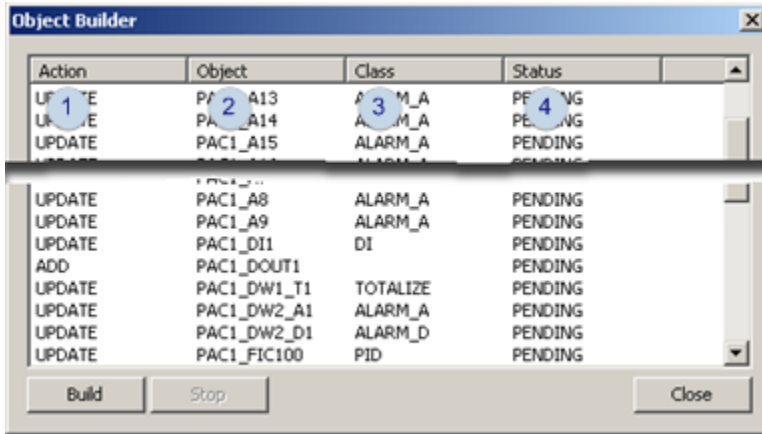 Object Builder
Action Object Class Status
1 2 3 4
PAC1_A15
UPDATE PAC1_A15 ALARM_A PENDING
UPDATE PAC1_A8 ALARM_A PENDING
UPDATE PAC1_A9 ALARM_A PENDING
UPDATE PAC1_DI1 DI PENDING
ADD PAC1_DOUT1 PENDING
UPDATE PAC1_DW1_T1 TOTALIZE PENDING
UPDATE PAC1_DW2_A1 ALARM_A PENDING
UPDATE PAC1_DW2_D1 ALARM_D PENDING
UPDATE PAC1_FIC100 PID PENDING
Build Stop Close